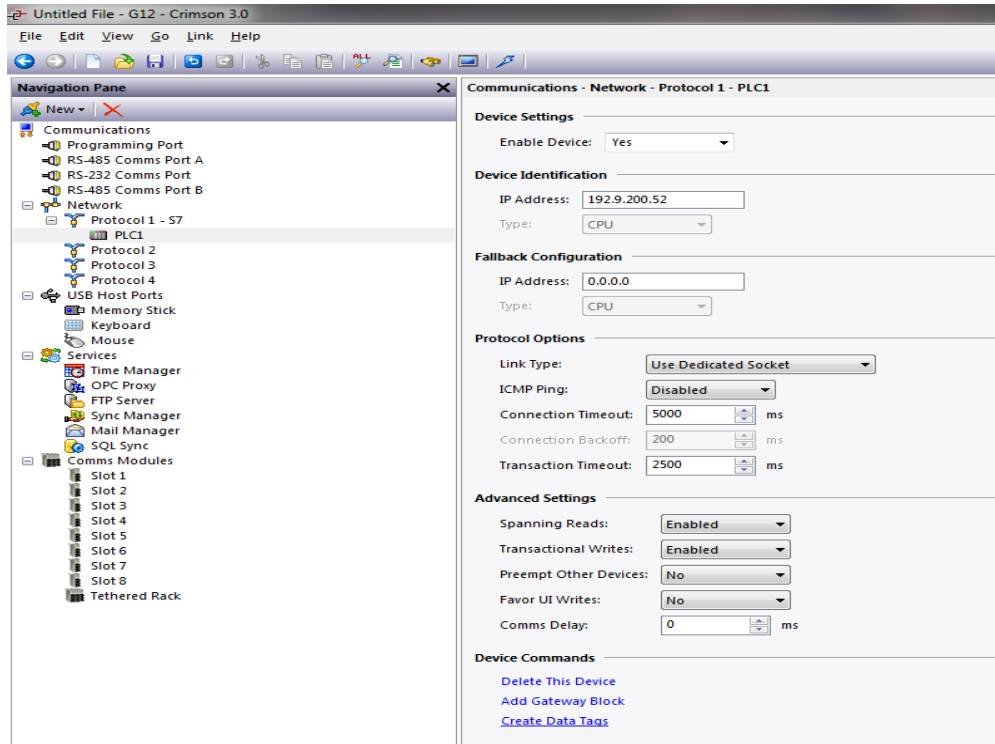 Untitled File - G12 - Crimson 3.0
File Edit View Go Link Help
ALL
Navigation Pane
New
Communications
Programming Port
RS-485 Comms Port A
RS-232 Comms Port
RS-485 Comms Port B
Network
Protocol 1 - S7
PLC1
Protocol 2
Protocol 3
Protocol 4
USB Host Ports
Memory Stick
Keyboard
Mouse
Services
Time Manager
OPC Proxy
FTP Server
Sync Manager
Mail Manager
SQL Sync
Comms Modules
Slot 1
Slot 2
Slot 3
Slot 4
Slot 5
Slot 6
Slot 7
Slot 8
Tethered Rack
Communications - Network - Protocol 1 - PLC1
Device Settings
Enable Device: Yes
Device Identification
IP Address: 192.9.200.52
Type: CPU
Fallback Configuration
IP Address: 0.0.0.0
Type: CPU
Protocol Options
Link Type: Use Dedicated Socket
ICMP Ping: Disabled
Connection Timeout: 5000 ms
Connection Backoff: 200 ms
Transaction Timeout: 2500 ms
Advanced Settings
Spanning Reads: Enabled
Transactional Writes: Enabled
Preempt Other Devices: No
Favor UI Writes: No
Comms Delay: 0 ms
Device Commands
Delete This Device
Add Gateway Block
Create Data Tags